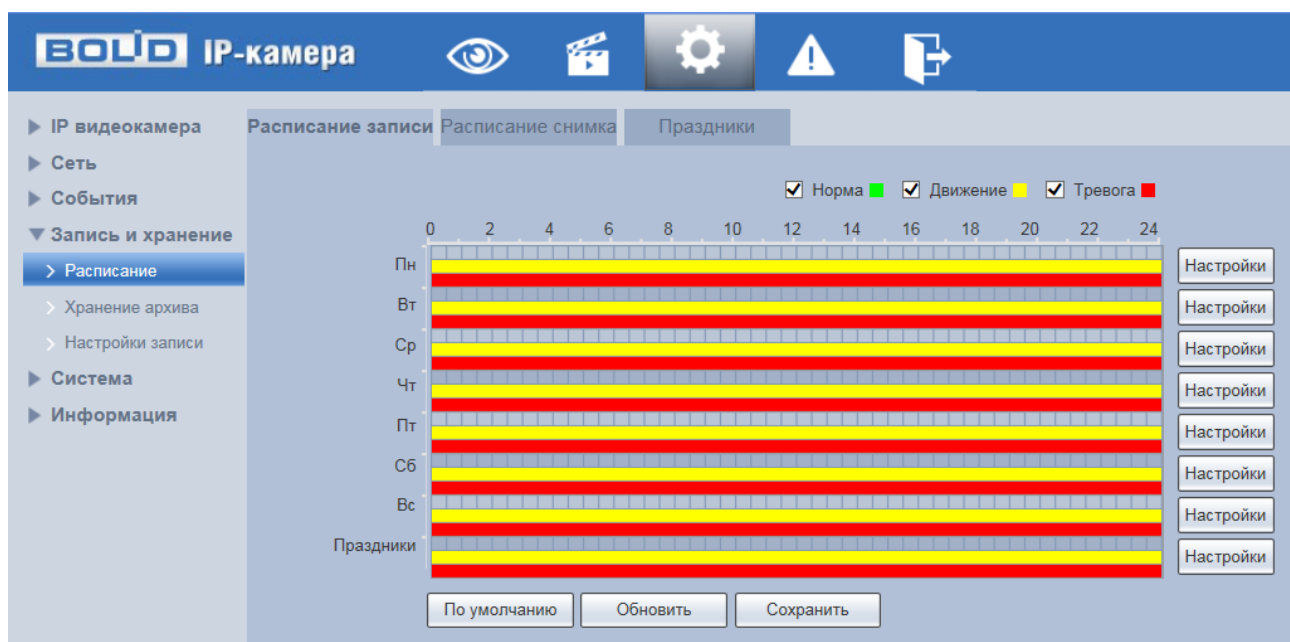 BOLID IP-камера
IP видеокамера
Сеть
События
Запись и хранение
Расписание
Хранение архива
Настройки записи
Система
Информация
Расписание записи Расписание снимка Праздники
Норма Движение Тревога
0 2 4 6 8 10 12 14 16 18 20 22 24
Пн Настройки
Вт Настройки
Ср Настройки
Чт Настройки
Пт Настройки
Сб Настройки
Вс Настройки
Праздники Настройки
По умолчанию Обновить Сохранить